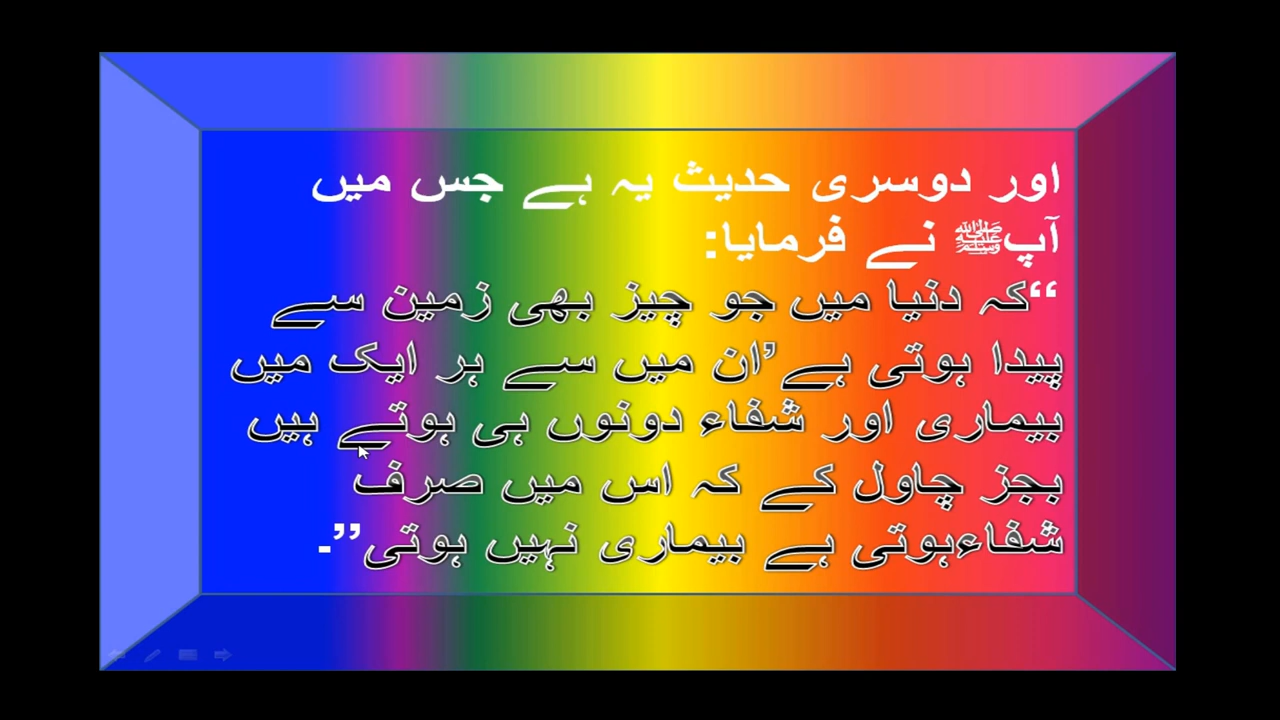 اور دوسری حدیث یہ ہے جس میں
آپﷺ نے فرمایا:
“کہ دنیا میں جو چیز بھی زمین سے
پیدا ہوتی ہے’ان میں سے ہر ایک میں
بیماری اور شفاء دونوں ہی ہوتے ہیں
بجز چاول کے کہ اس میں صرف
شفاءہوتی ہے بیماری نہیں ہوتی”۔